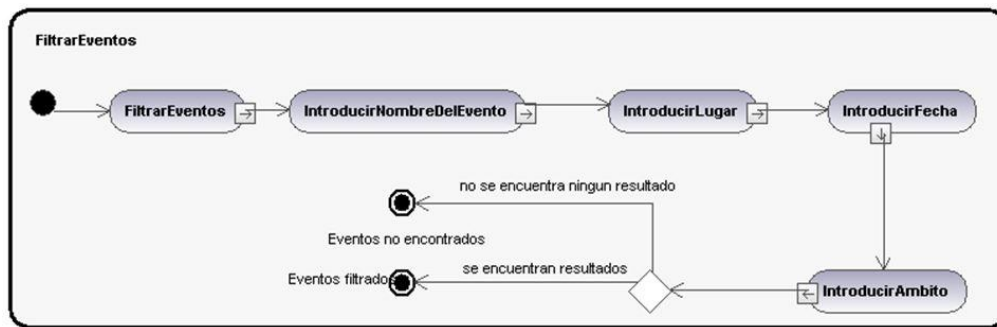 FiltrarEventos
FiltrarEventos
IntroducirNombreDelEvento
IntroducirLugar
IntroducirFecha
no se encuentra ningun resultado
Eventos no encontrados
se encuentran resultados
Eventos filtrados
IntroducirAmbito